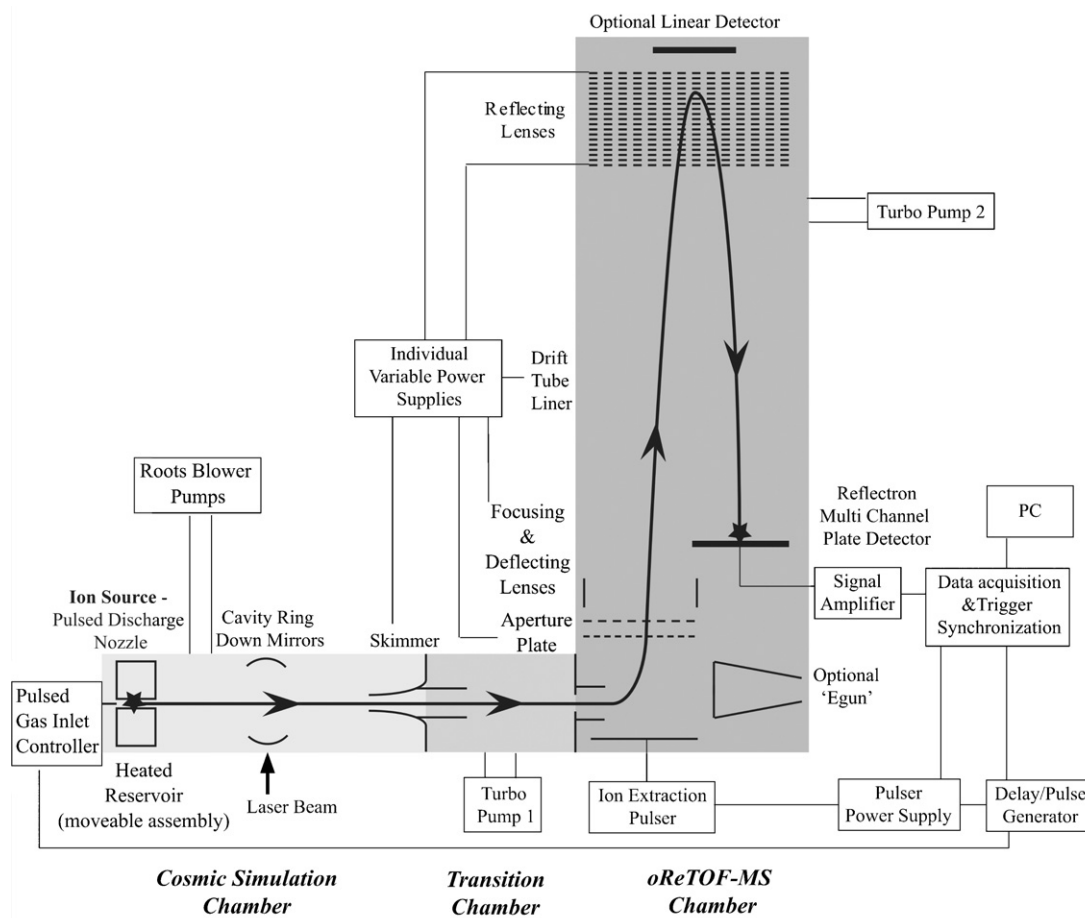 Optional Linear Detector
Reflecting
Lenses
Turbo Pump 2
Individual
Variable Power
Supplies
Drift
Tube
Liner
Roots Blower
Pumps
Focusing
&
Deflecting
Lenses
Reflectron
Multi Channel
Plate Detector
PC
Signal
Amplifier
Data acquisition
&Trigger
Synchronization
Ion Source -
Pulsed Discharge
Nozzle
Cavity Ring
Down Mirrors
Skimmer
Aperture
Plate
Pulsed
Gas Inlet
Controller
Optional
'Egun'
Heated
Reservoir
(moveable assembly)
Laser Beam
Turbo
Pump 1
Ion Extraction
Pulser
Pulser
Power Supply
Delay/Pulse
Generator
Cosmic Simulation
Chamber
Transition
Chamber
oReTOF-MS
Chamber